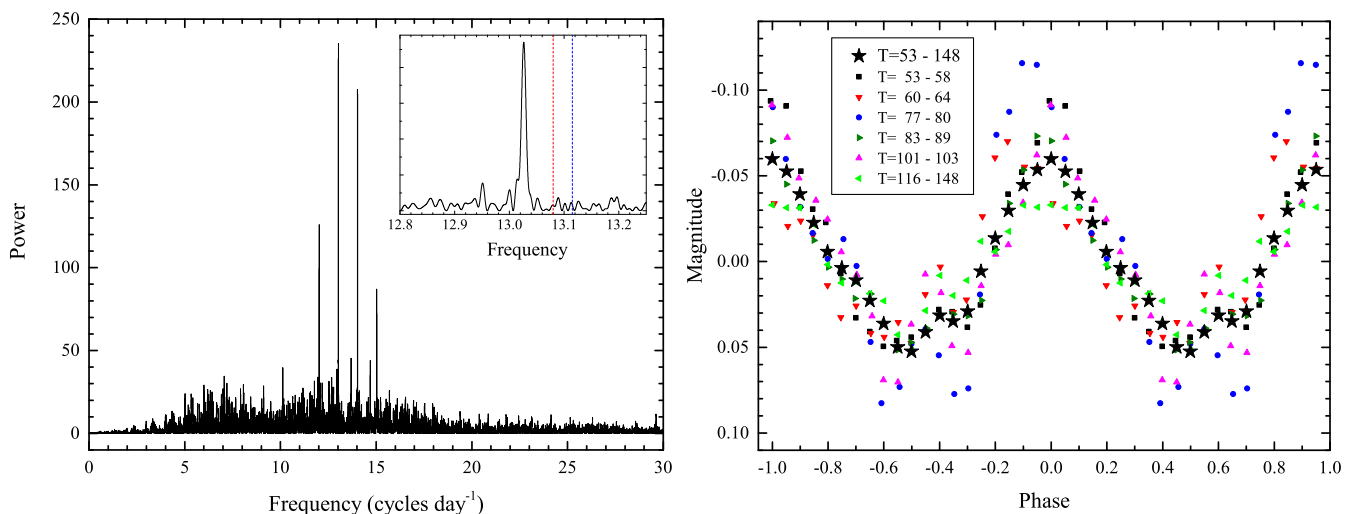 250
200
150
100
50
0
Power
0 5 10 15 20 25 30
Frequency (cycles day-1)
12.8 12.9 13.0 13.1 13.2
Frequency
-0.10
-0.05
0.00
0.05
0.10
Magnitude
T=53 - 148
T= 53 - 58
T= 60 - 64
T= 77 - 80
T= 83 - 89
T=101 - 103
T=116 - 148
-1.0 -0.8 -0.6 -0.4 -0.2 0.0 0.2 0.4 0.6 0.8 1.0
Phase